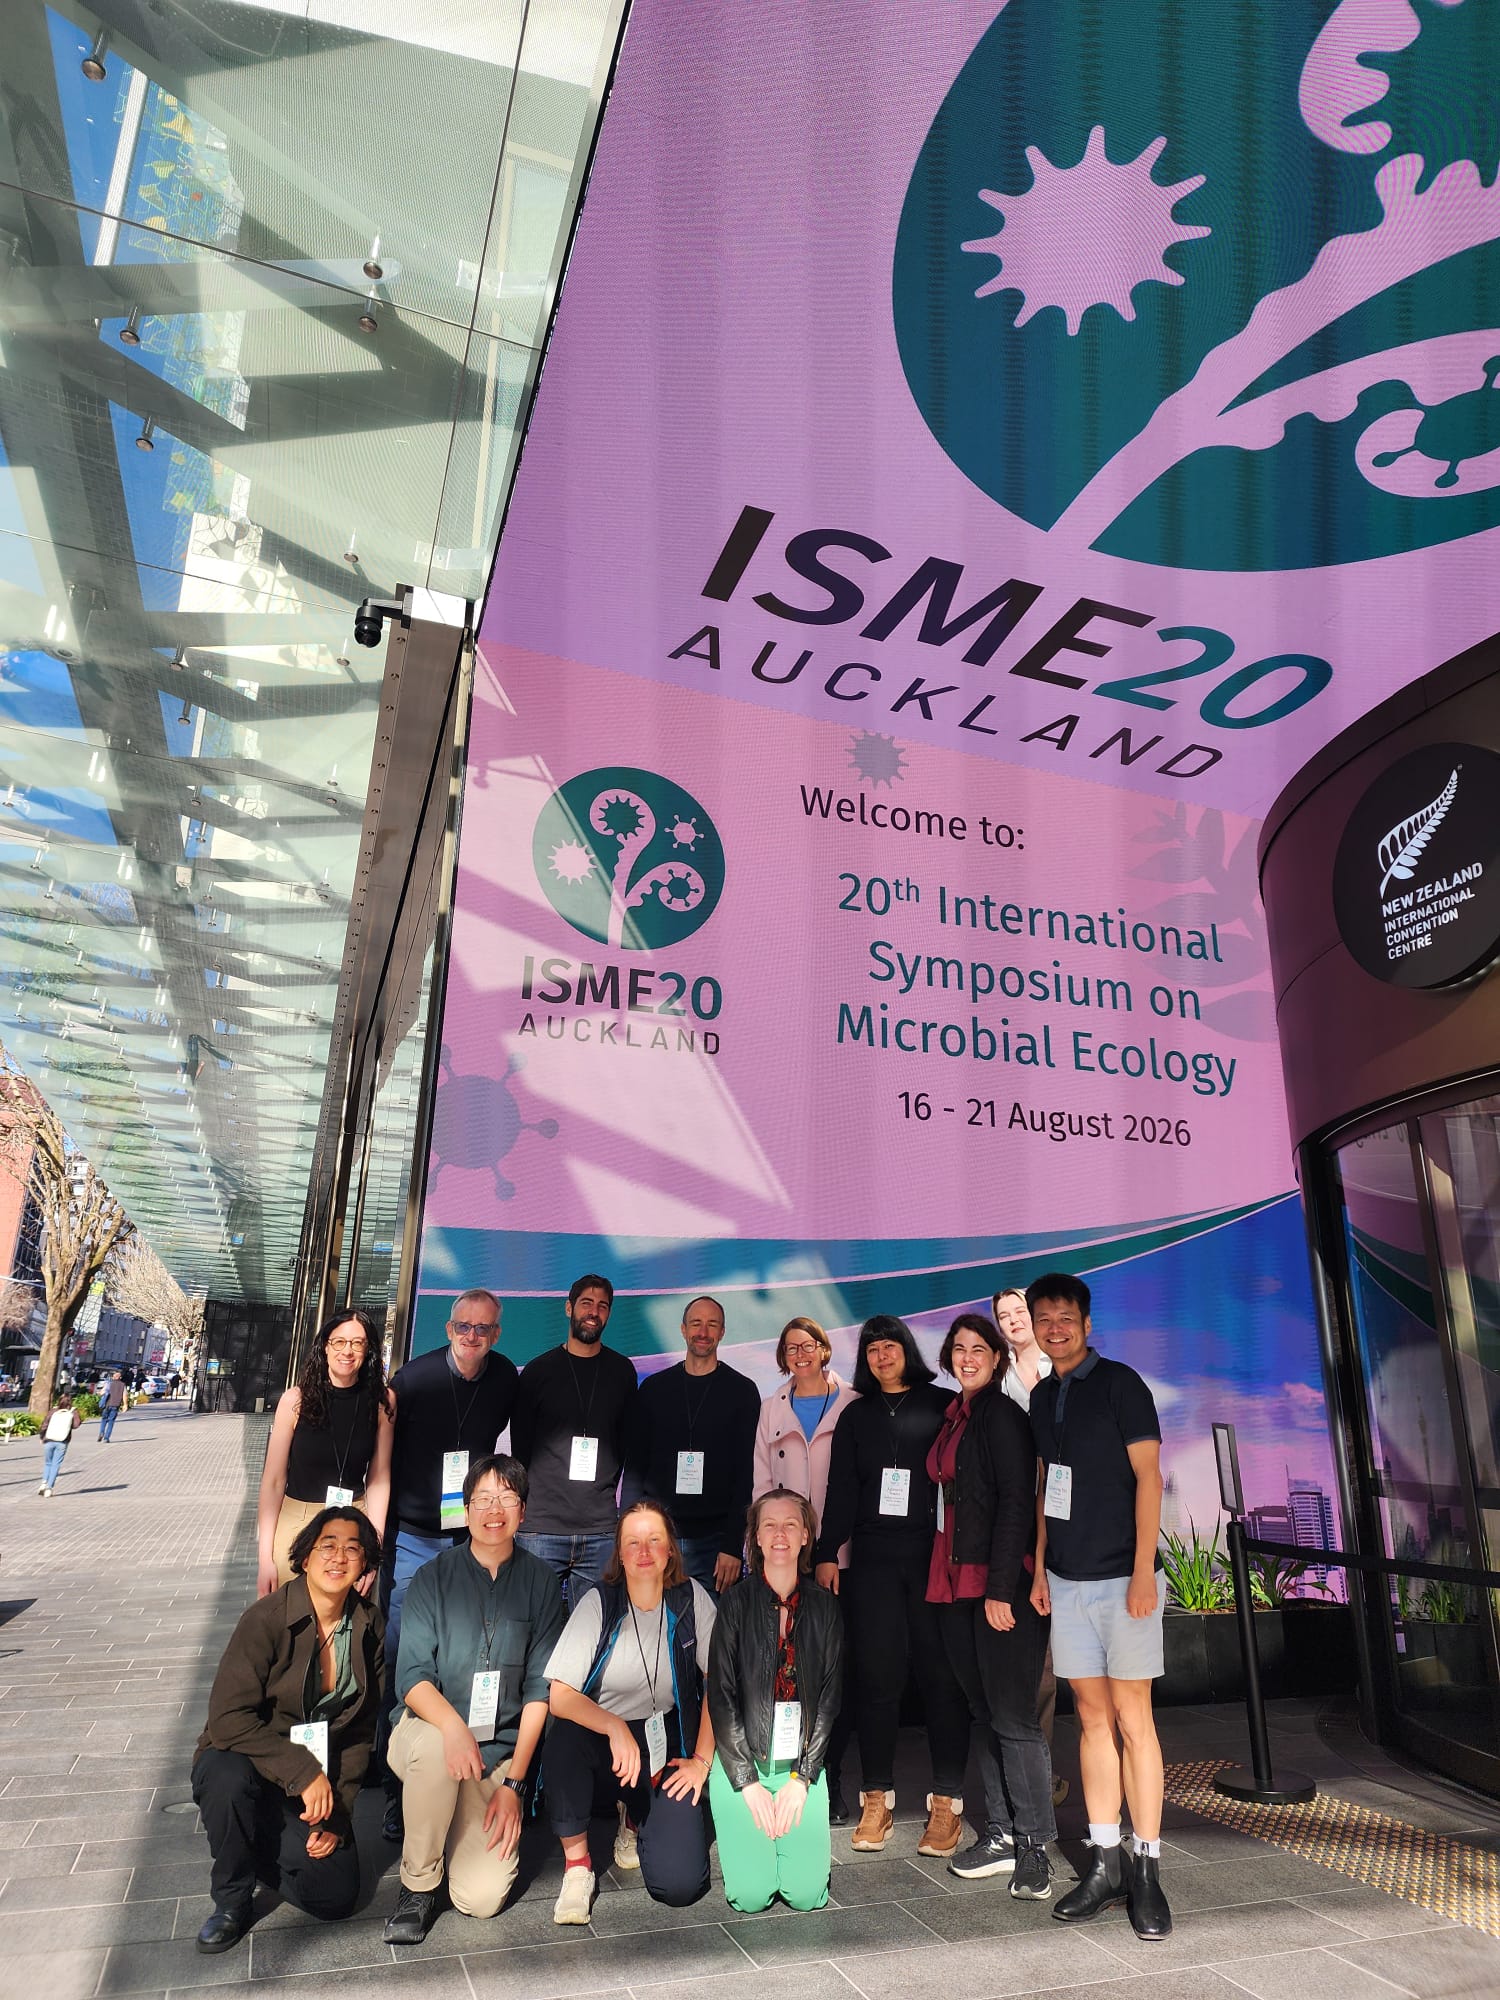 ISME20
AUCKLAND
Welcome to:
20th International
Symposium on
Microbial Ecology
16 - 21 August 2026
ISME20
AUCKLAND
NEW ZEALAND
INTERNATIONAL
CONVENTION
CENTRE